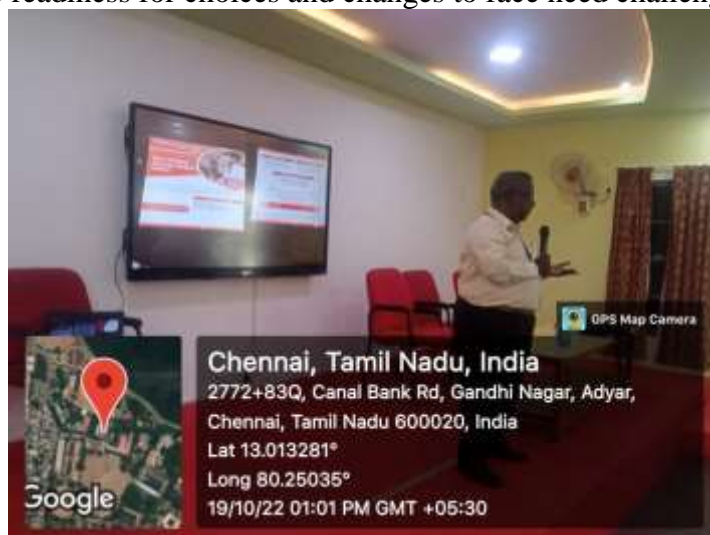 readiness for choices and changes to face need challeng
GPS Map Camera
Chennai, Tamil Nadu, India
2772+83Q, Canal Bank Rd, Gandhi Nagar, Adyar,
Chennai, Tamil Nadu 600020, India
Lat 13.013281°
Long 80.25035°
19/10/22 01:01 PM GMT +05:30
Google